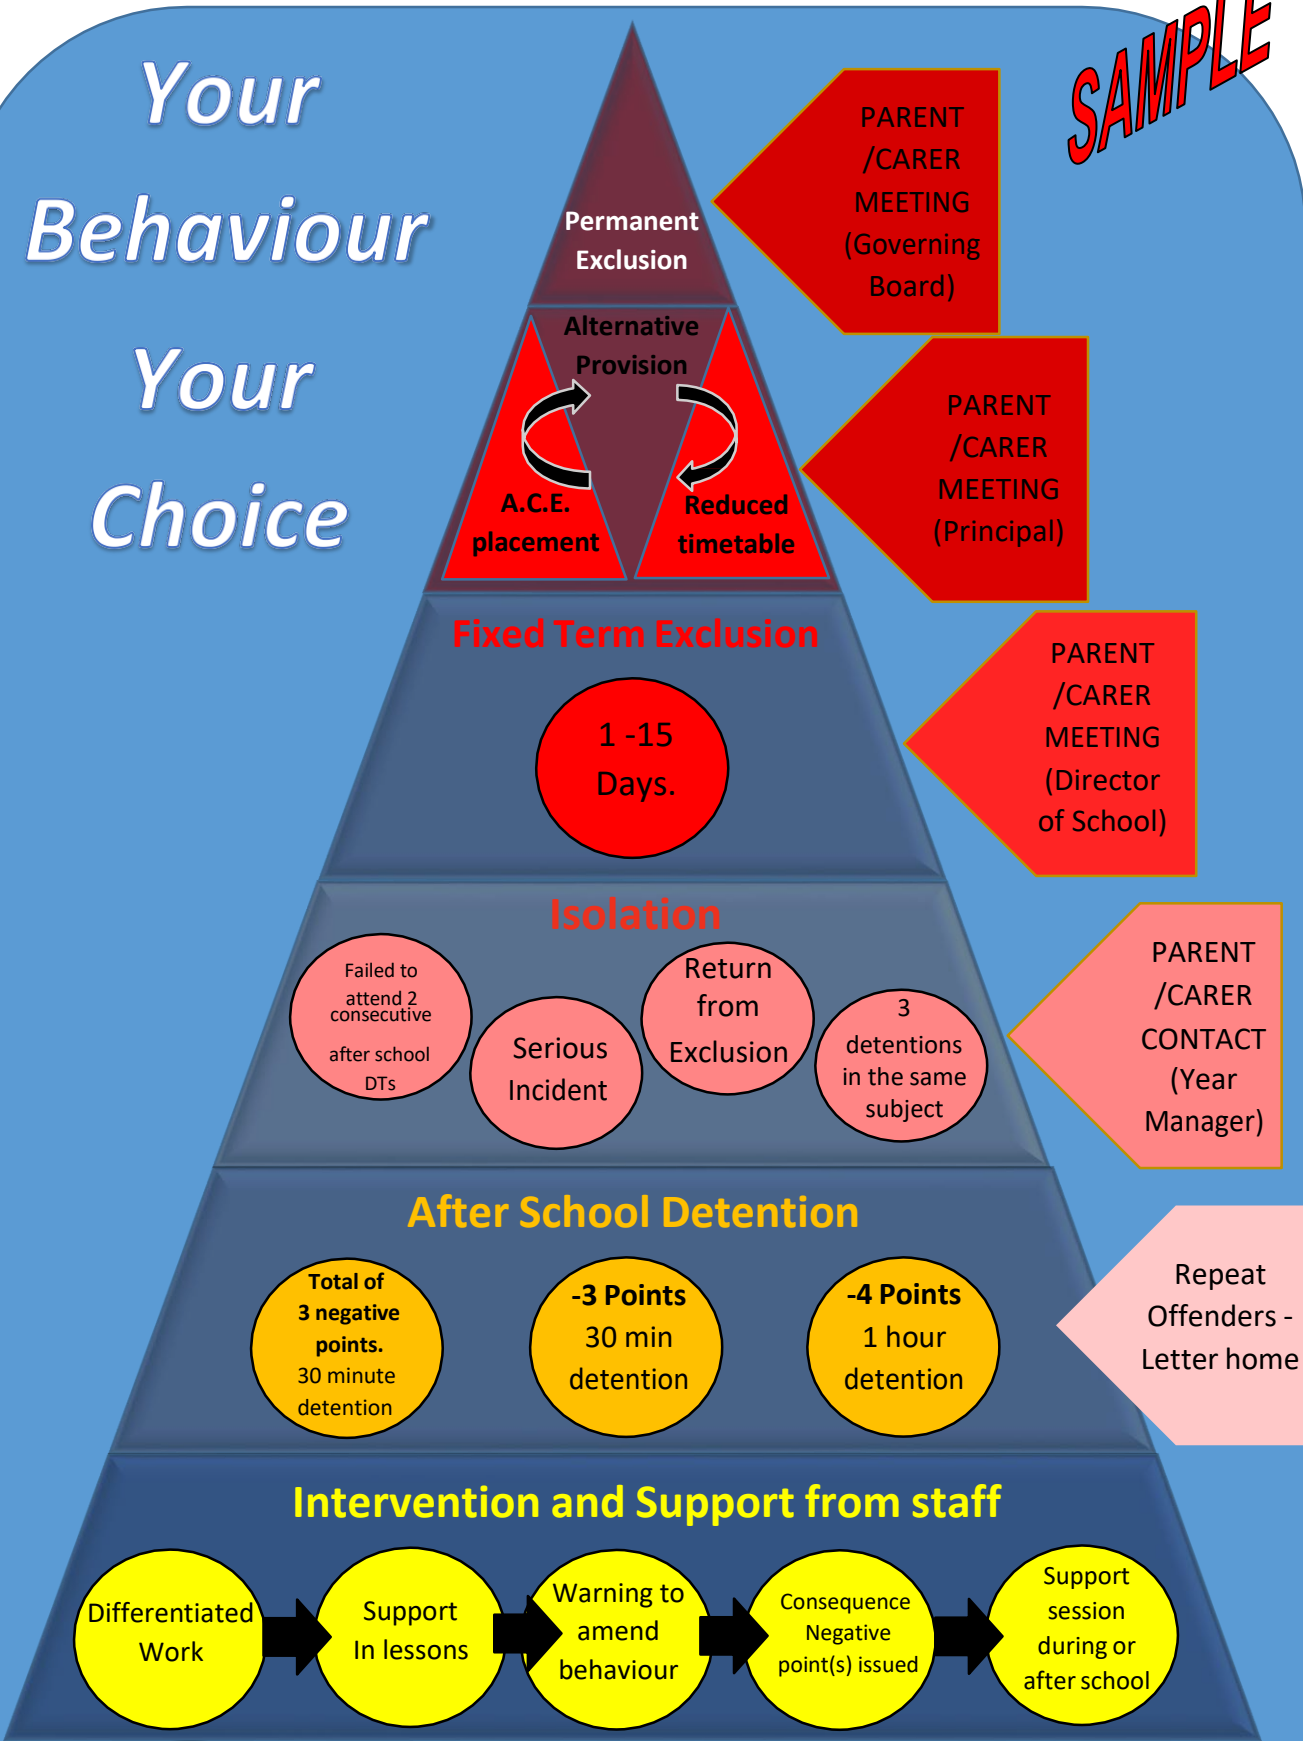 SAMPLE
Your
Behaviour
Your
Choice
Permanent
Exclusion
PARENT
/CARER
MEETING
(Governing
Board)
Alternative
Provision
A.C.E.
placement
Reduced
timetable
PARENT
/CARER
MEETING
(Principal)
Fixed Term Exclusion
1 -15
Days.
PARENT
/CARER
MEETING
(Director
of School)
Isolation
Failed to
attend 2
consecutive
after school
DTs
Serious
Incident
Return
from
Exclusion
3
detentions
in the same
subject
PARENT
/CARER
CONTACT
(Year
Manager)
After School Detention
Total of
3 negative
points.
30 minute
detention
-3 Points
30 min
detention
-4 Points
1 hour
detention
Repeat
Offenders -
Letter home
Intervention and Support from staff
Differentiated
Work
Support
In lessons
Warning to
amend
behaviour
Consequence
Negative
point(s) issued
Support
session
during or
after school